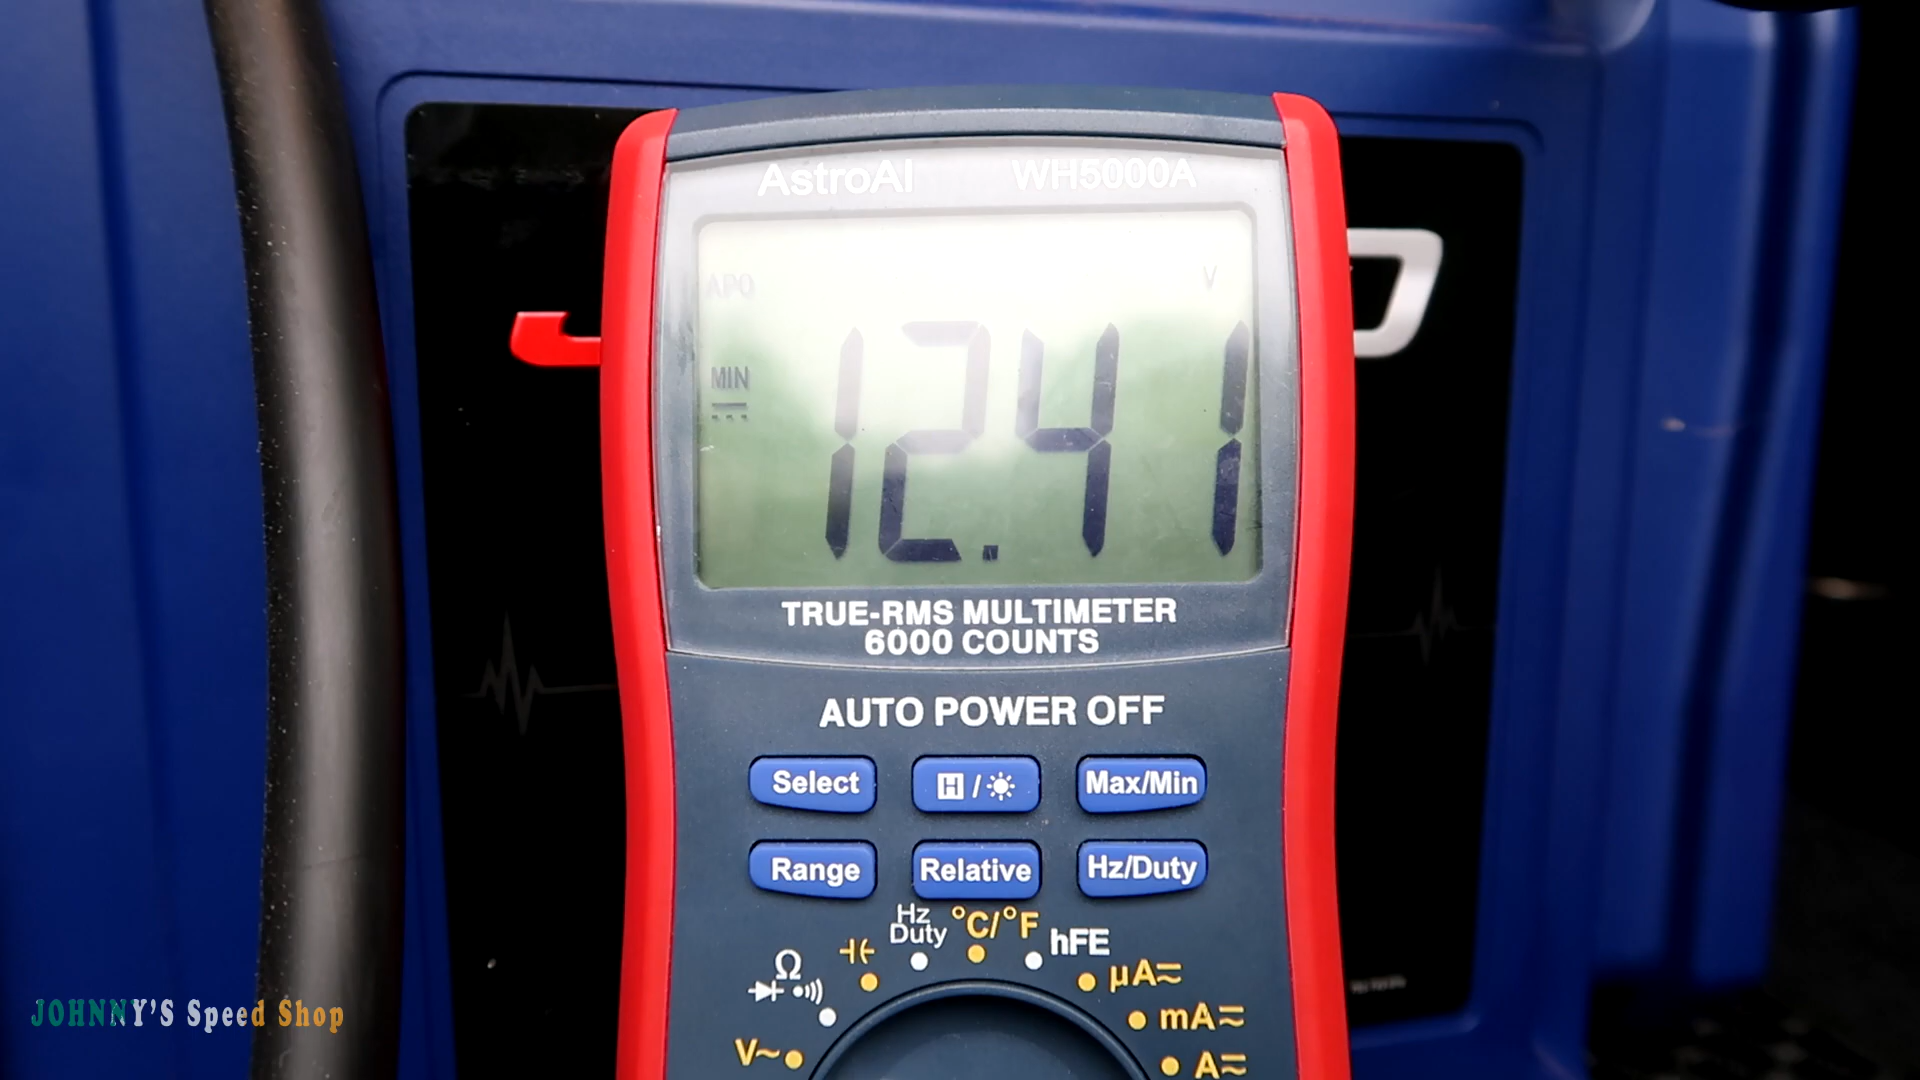 AstroAI WH5000A
APO V
MIN
12.41
TRUE-RMS MULTIMETER
6000 COUNTS
AUTO POWER OFF
Select H/☀ Max/Min
Range Relative Hz/Duty
Hz
Duty
°C/°F
hFE
Ω
µA
mA
V~
A
JOHNNY'S Speed Shop